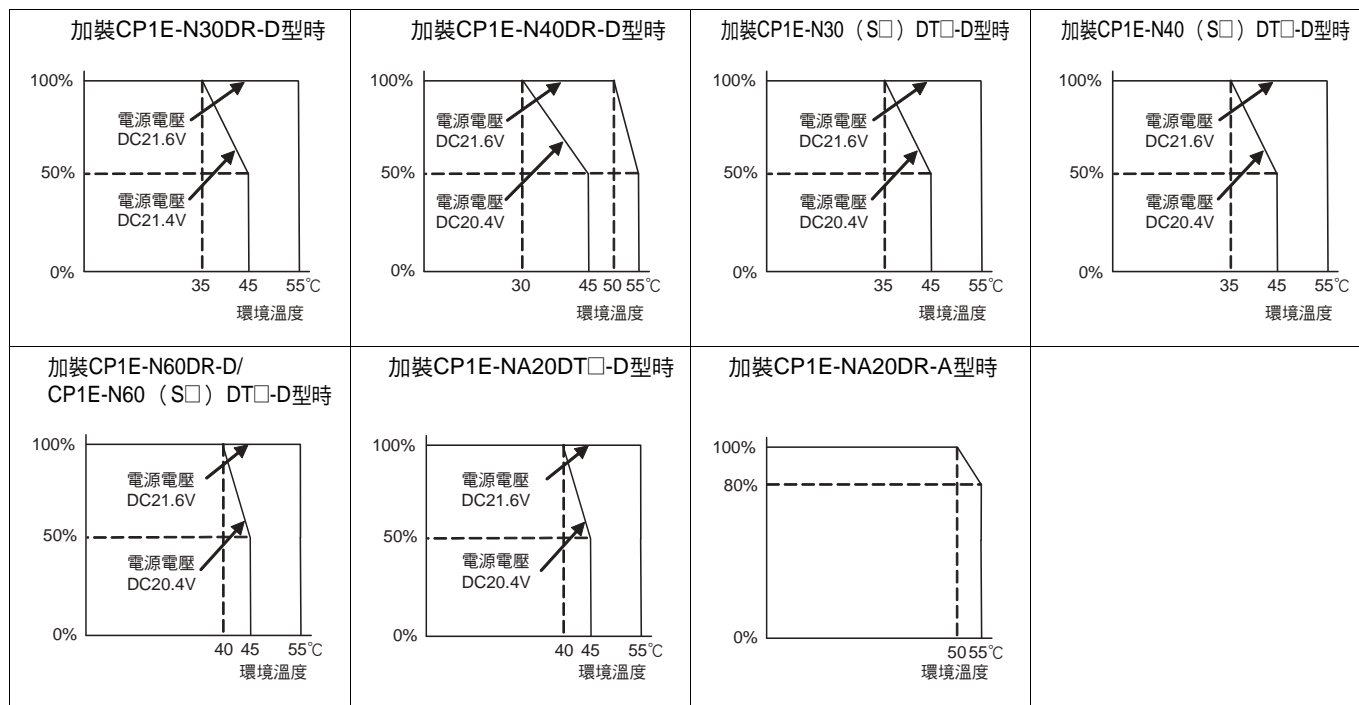 加裝CP1E-N30DR-D型時
100%
電源電壓
DC21.6V
50%
電源電壓
DC21.4V
0%
35 45 55℃
環境溫度
加裝CP1E-N40DR-D型時
100%
電源電壓
DC21.6V
50%
電源電壓
DC20.4V
0%
30 45 50 55℃
環境溫度
加裝CP1E-N30（S□）DT□-D型時
100%
電源電壓
DC21.6V
50%
電源電壓
DC20.4V
0%
35 45 55℃
環境溫度
加裝CP1E-N40（S□）DT□-D型時
100%
電源電壓
DC21.6V
50%
電源電壓
DC20.4V
0%
35 45 55℃
環境溫度
加裝CP1E-N60DR-D/
CP1E-N60（S□）DT□-D型時
100%
電源電壓
DC21.6V
50%
電源電壓
DC20.4V
0%
40 45 55℃
環境溫度
加裝CP1E-NA20DT□-D型時
100%
電源電壓
DC21.6V
50%
電源電壓
DC20.4V
0%
40 45 55℃
環境溫度
加裝CP1E-NA20DR-A型時
100%
80%
0%
50 55℃
環境溫度